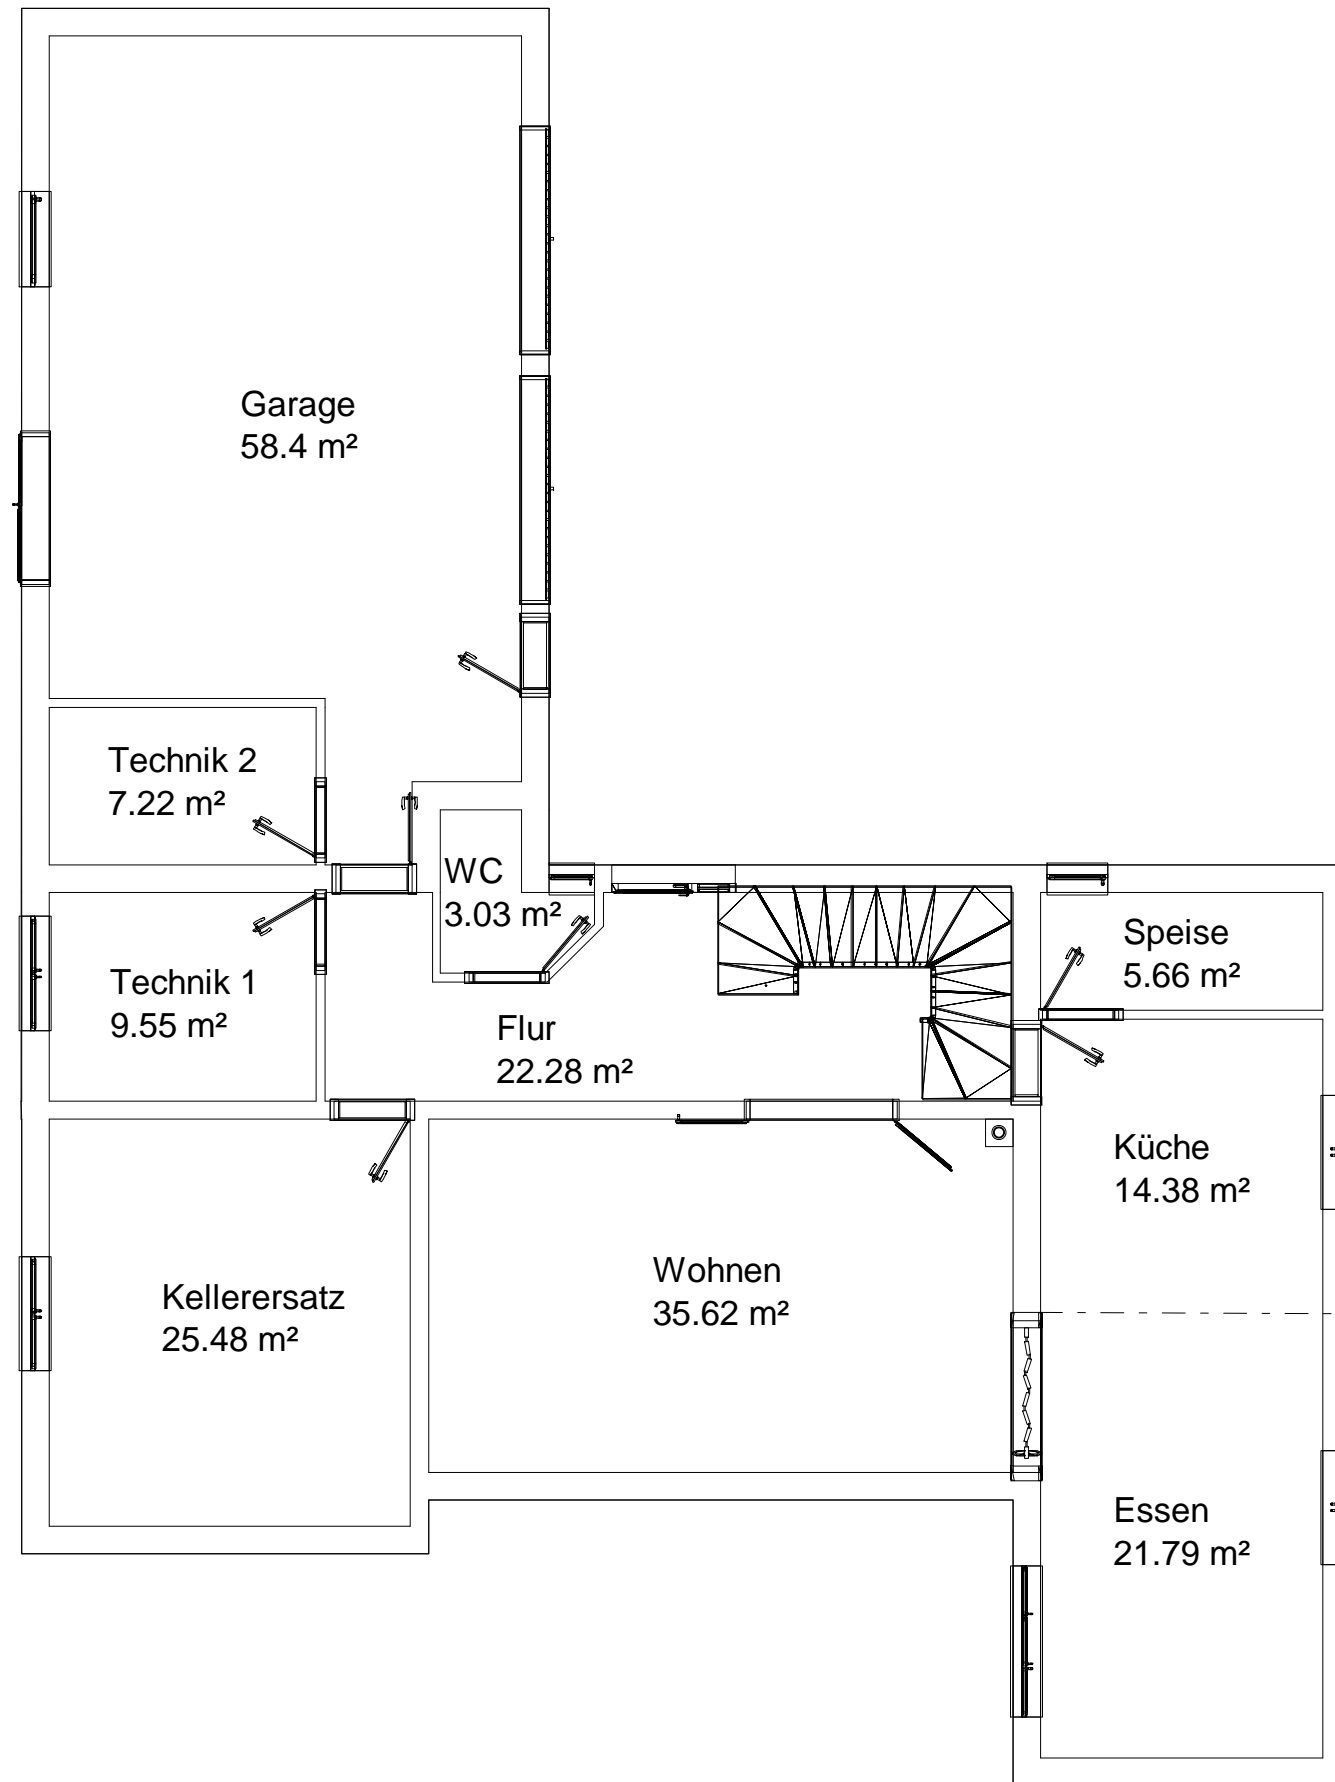 Garage
58.4 m²
Technik 2
7.22 m²
WC
3.03 m²
Speise
5.66 m²
Technik 1
9.55 m²
Flur
22.28 m²
Küche
14.38 m²
Wohnen
35.62 m²
Kellerersatz
25.48 m²
Essen
21.79 m²